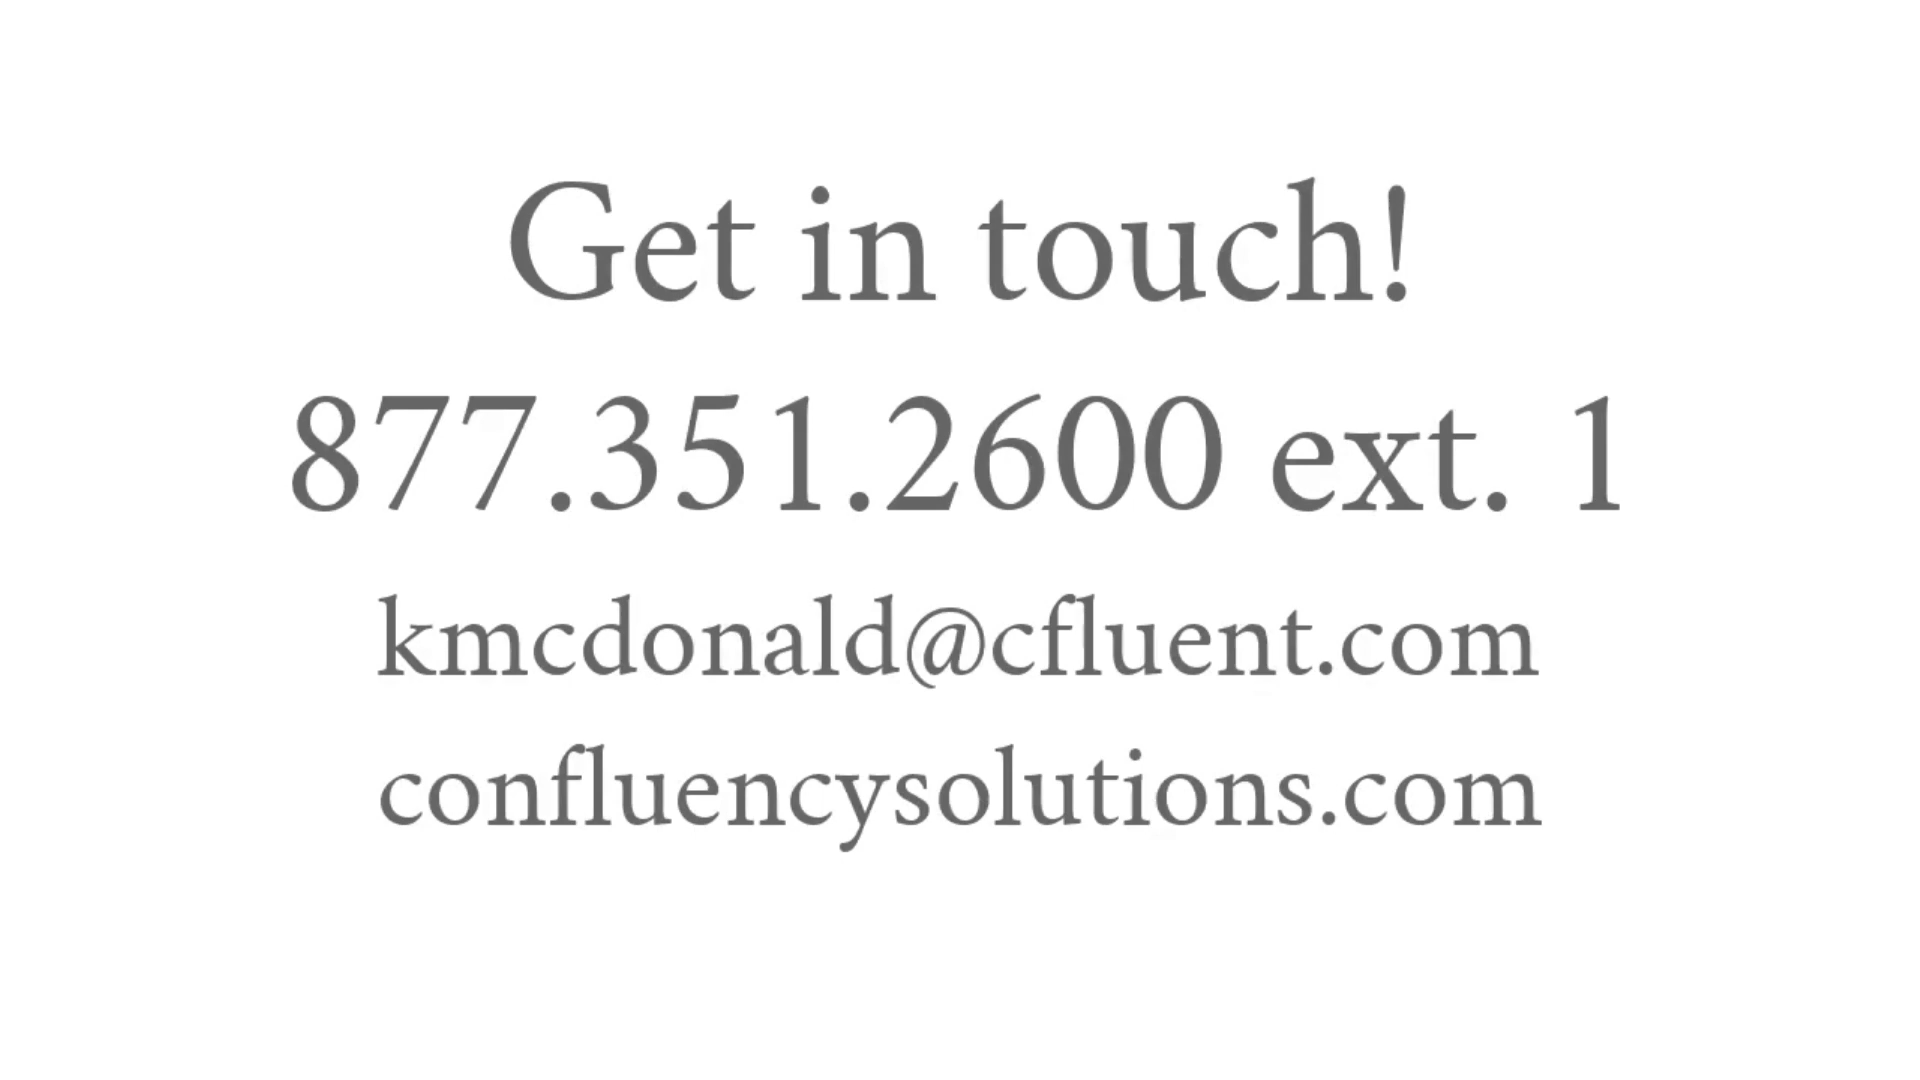 Get in touch!
877.351.2600 ext. 1
kmcdonald@cfluent.com
confluencysolutions.com